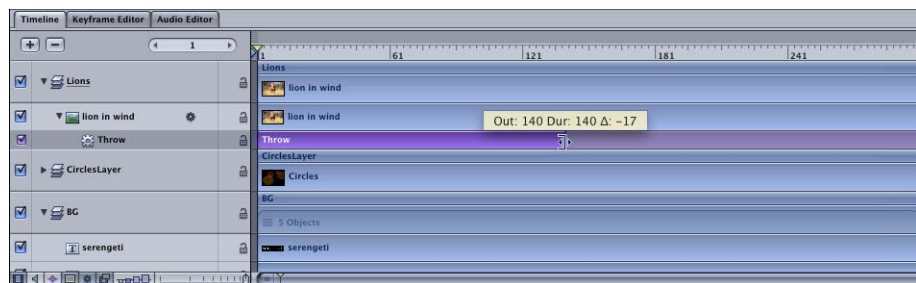 Timeline Keyframe Editor Audio Editor
1
1 61 121 181 241
Lions
Lions
lion in wind
lion in wind
lion in wind
Out: 140 Dur: 140 Δ: -17
Throw
Throw
CirclesLayer
CirclesLayer
Circles
BG
BG
5 Objects
T serengeti
serengeti